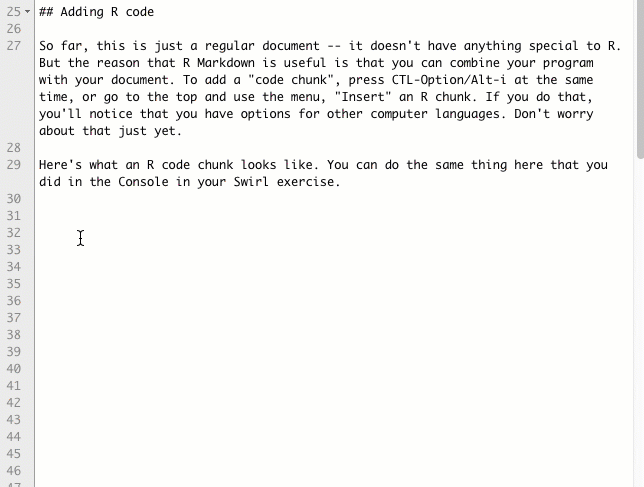 25 ## Adding R code
26
27 So far, this is just a regular document -- it doesn't have anything special to R.
But the reason that R Markdown is useful is that you can combine your program
with your document. To add a "code chunk", press CTL-Option/Alt-i at the same
time, or go to the top and use the menu, "Insert" an R chunk. If you do that,
you'll notice that you have options for other computer languages. Don't worry
about that just yet.
28
29 Here's what an R code chunk looks like. You can do the same thing here that you
did in the Console in your Swirl exercise.
30
31
32
33
34
35
36
37
38
39
40
41
42
43
44
45
46